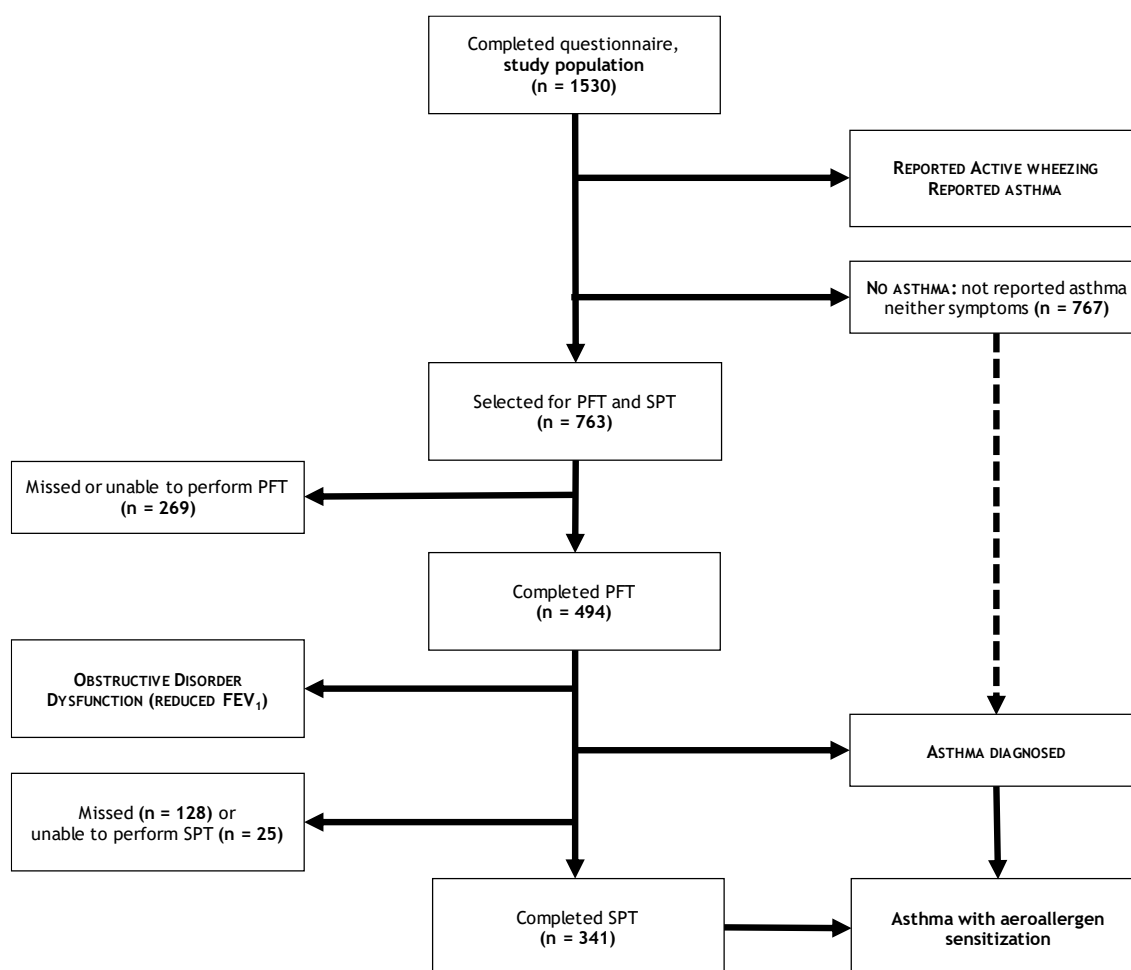 Completed questionnaire,
study population
(n = 1530)
REPORTED ACTIVE WHEEZING
REPORTED ASTHMA
NO ASTHMA: not reported asthma
neither symptoms (n = 767)
Selected for PFT and SPT
(n = 763)
Missed or unable to perform PFT
(n = 269)
Completed PFT
(n = 494)
OBSTRUCTIVE DISORDER
DYSFUNCTION (REDUCED FEV₁)
ASTHMA DIAGNOSED
Missed (n = 128) or
unable to perform SPT (n = 25)
Completed SPT
(n = 341)
Asthma with aeroallergen
sensitization